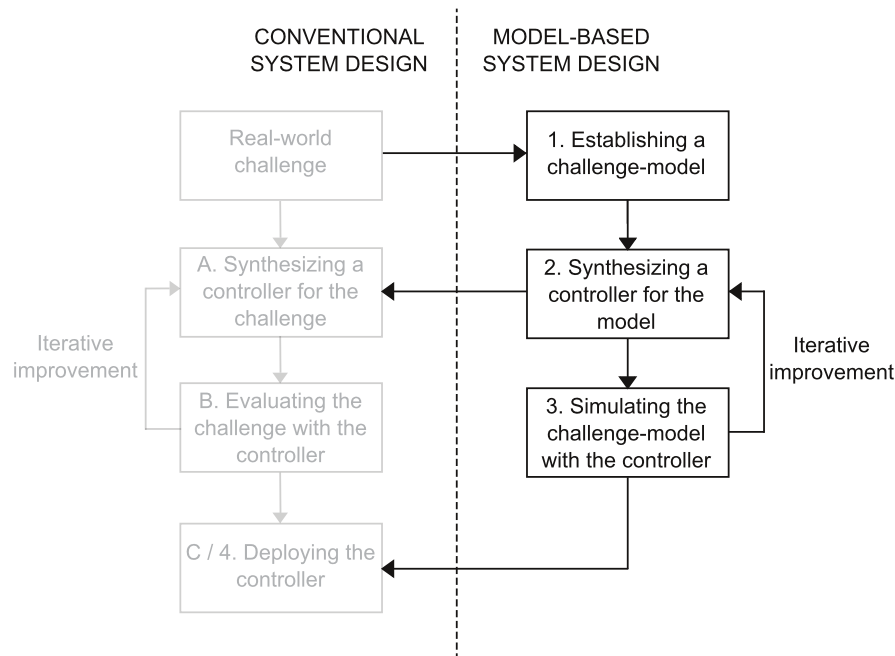 CONVENTIONAL
SYSTEM DESIGN
MODEL-BASED
SYSTEM DESIGN
Real-world
challenge
1. Establishing a
challenge-model
A. Synthesizing a
controller for the
challenge
2. Synthesizing a
controller for the
model
Iterative
improvement
Iterative
improvement
B. Evaluating the
challenge with the
controller
3. Simulating the
challenge-model
with the controller
C / 4. Deploying the
controller